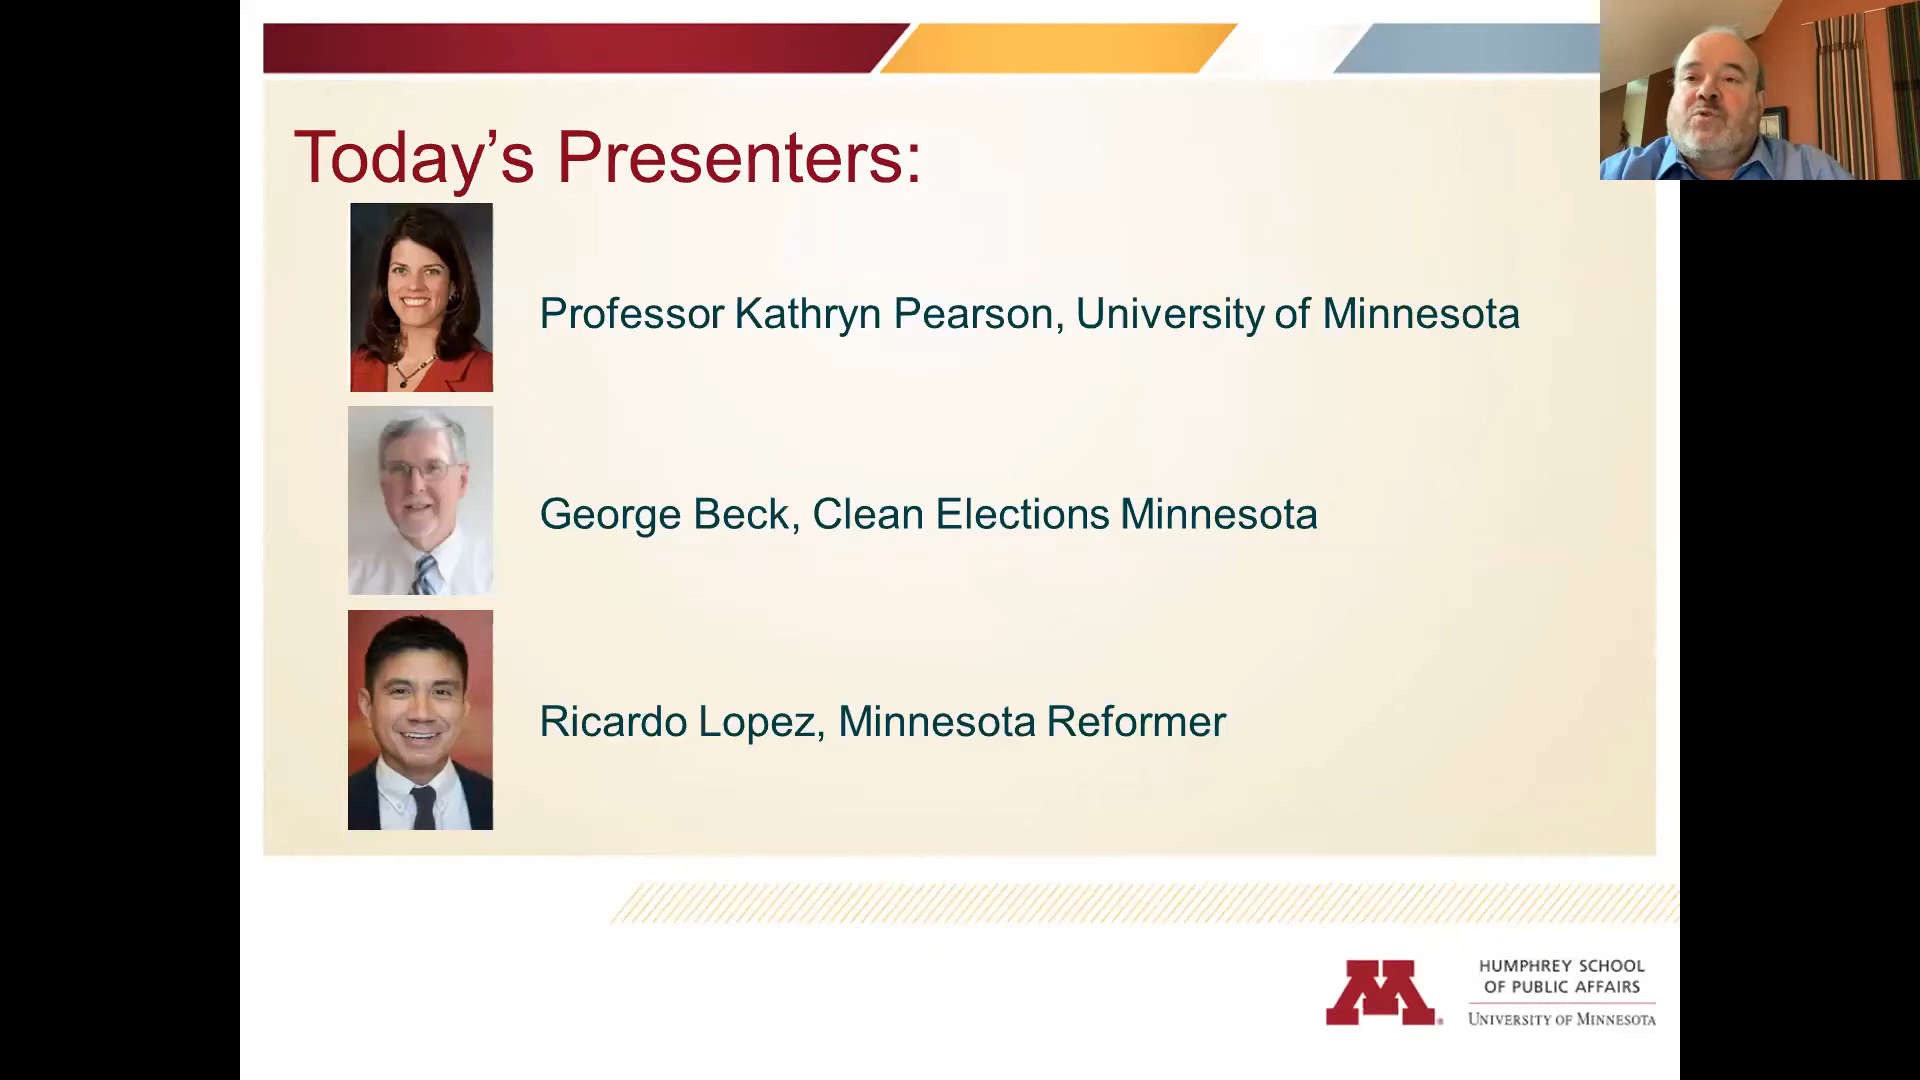 Today’s Presenters:
Professor Kathryn Pearson, University of Minnesota
George Beck, Clean Elections Minnesota
Ricardo Lopez, Minnesota Reformer
HUMPHREY SCHOOL
OF PUBLIC AFFAIRS
UNIVERSITY OF MINNESOTA